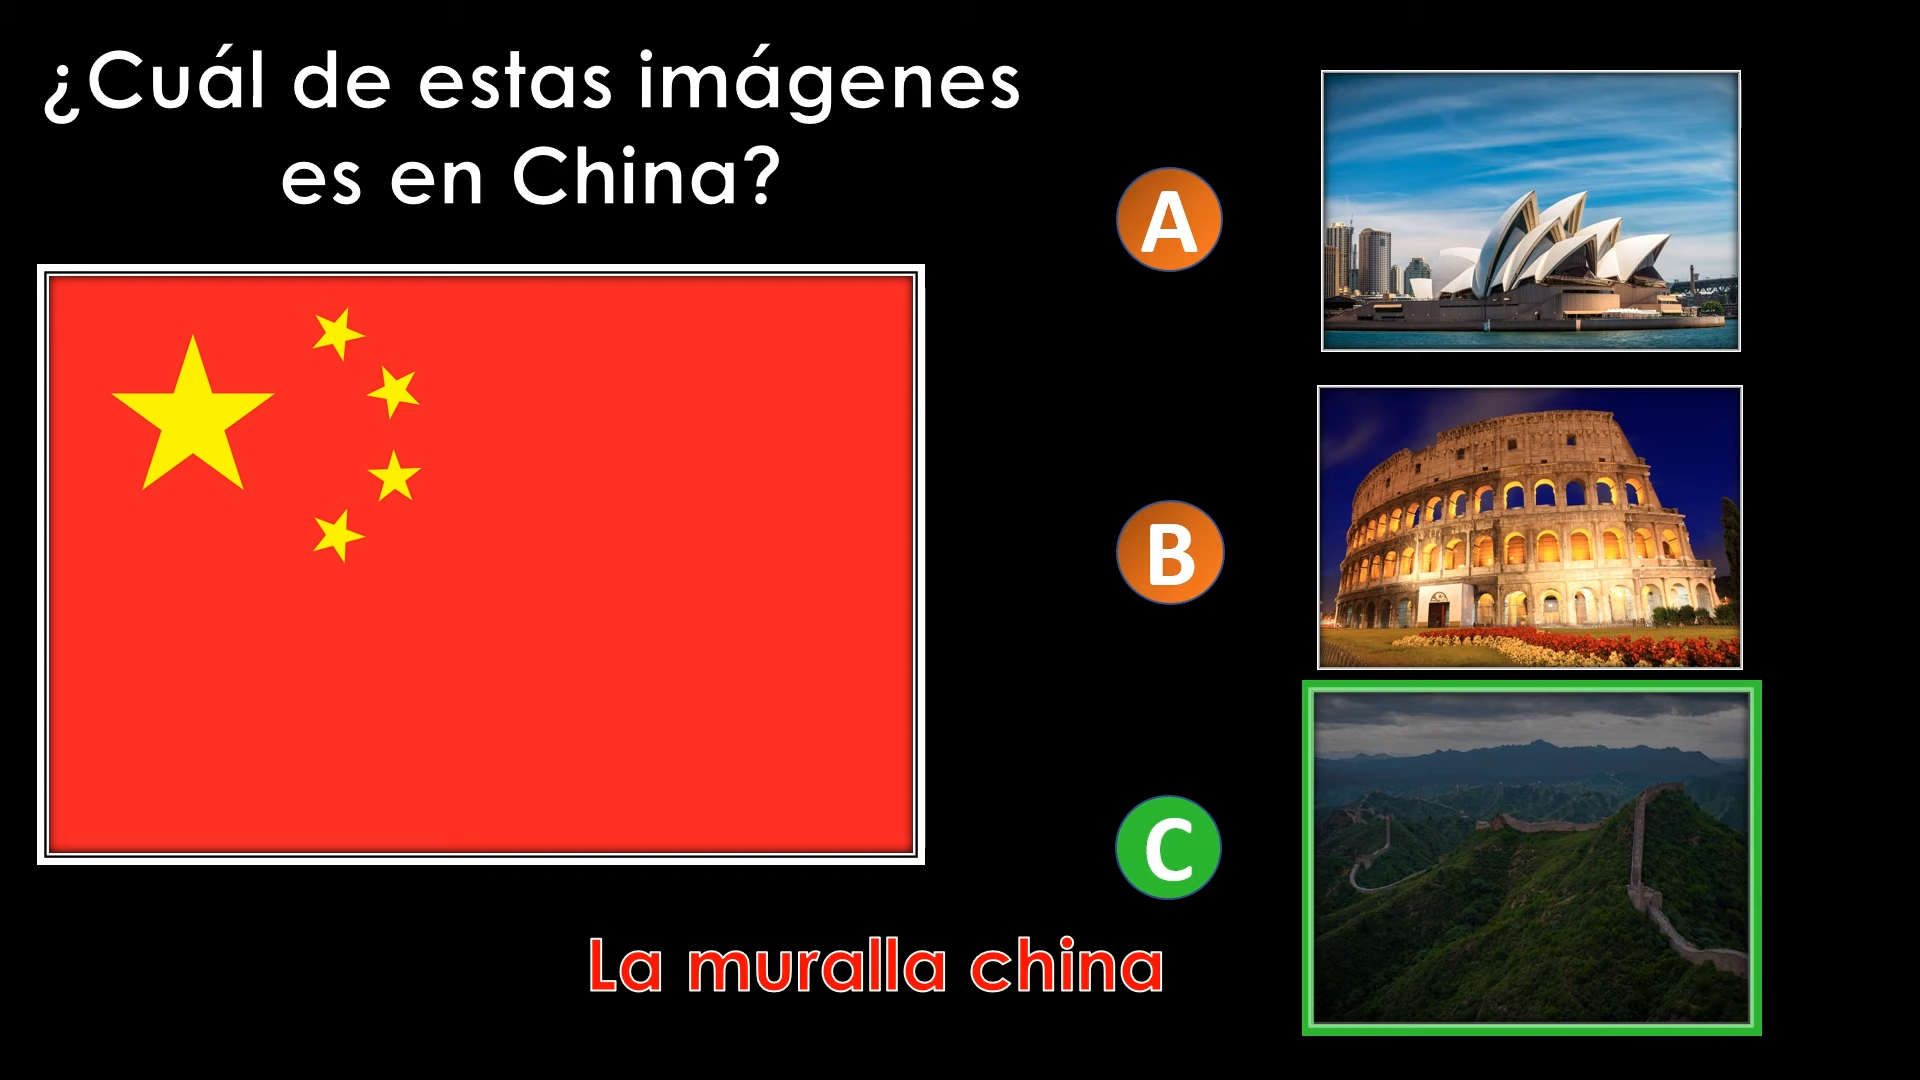 ¿Cuál de estas imágenes
es en China?
A
B
C
La muralla china